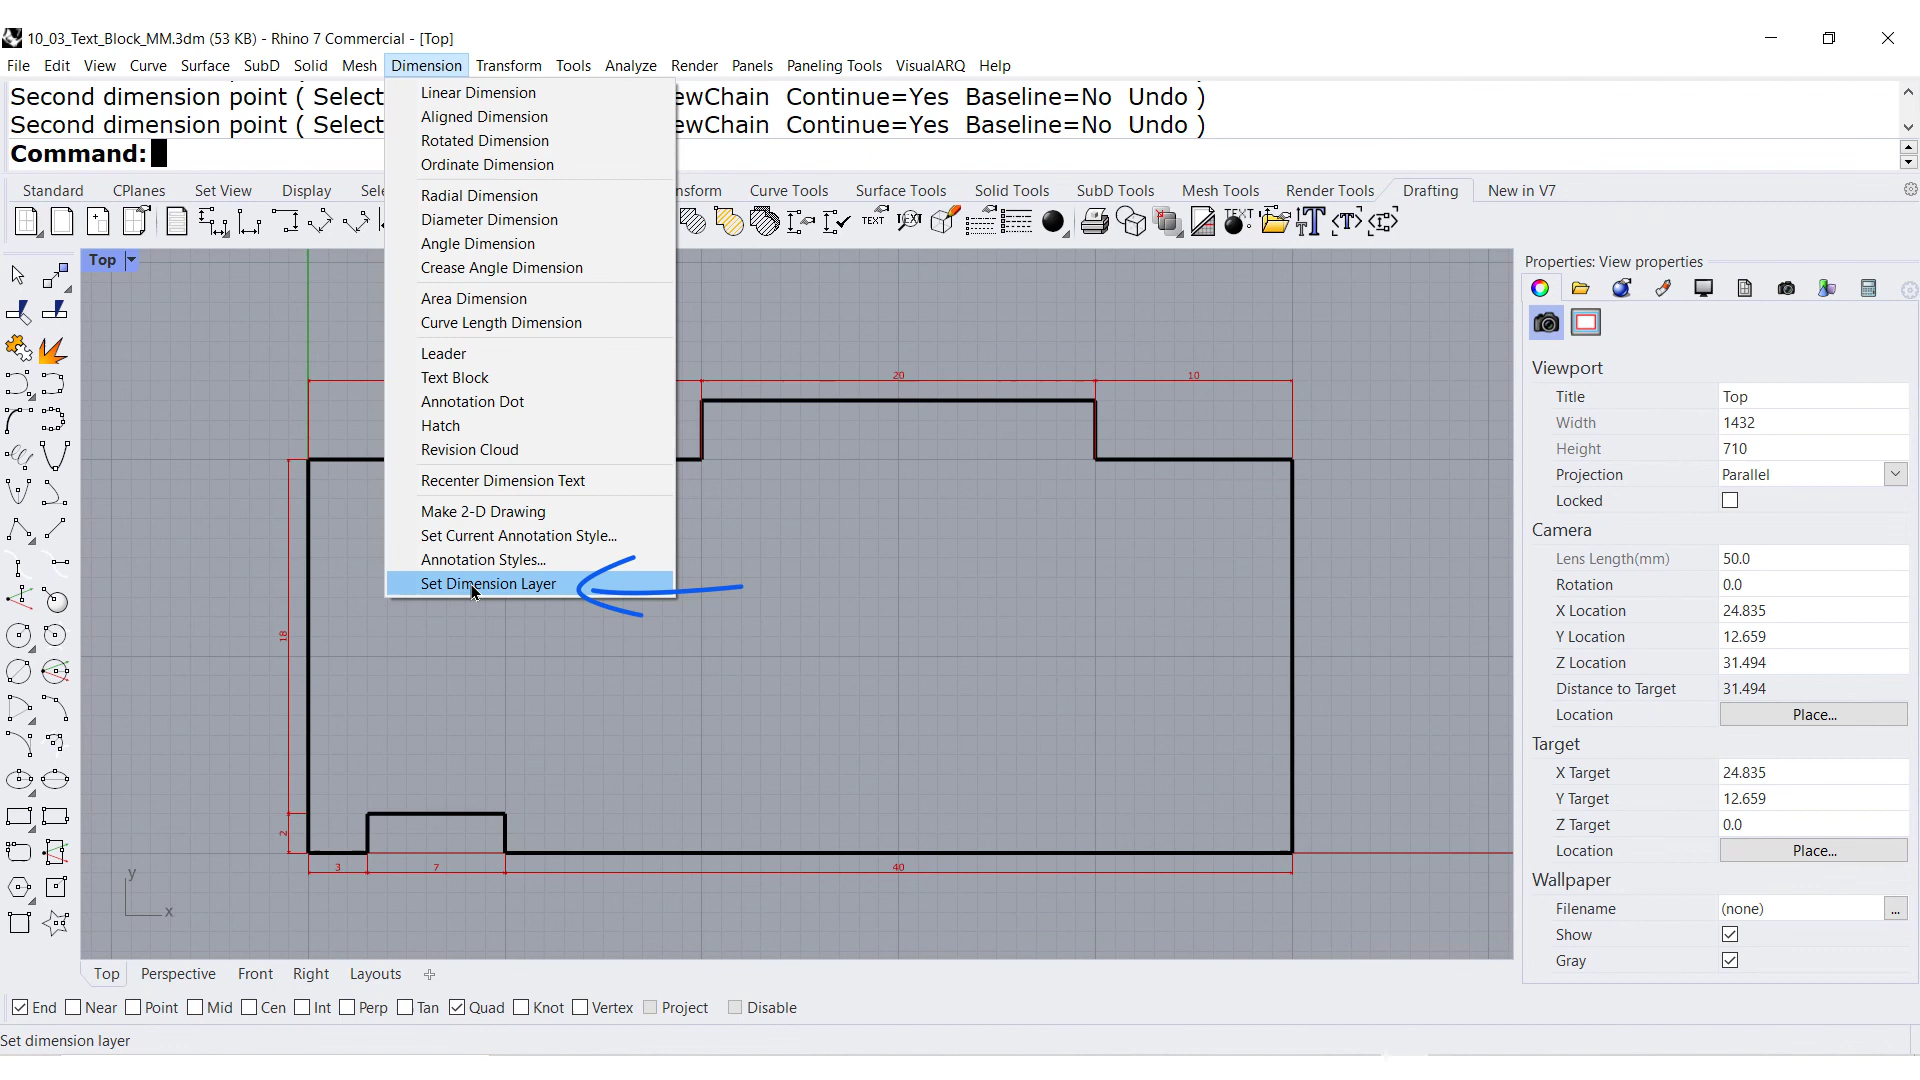 10_03_Text_Block_MM.3dm (53 KB) - Rhino 7 Commercial - [Top]
File Edit View Curve Surface SubD Solid Mesh Dimension Transform Tools Analyze Render Panels Paneling Tools VisualARQ Help
Second dimension point ( Select ewChain Continue=Yes Baseline=No Undo )
Second dimension point ( Select ewChain Continue=Yes Baseline=No Undo )
Command:
Standard CPlanes Set View Display Sele nsform Curve Tools Surface Tools Solid Tools SubD Tools Mesh Tools Render Tools Drafting New in V7
TEXT TEXT
Top
Linear Dimension
Aligned Dimension
Rotated Dimension
Ordinate Dimension
Radial Dimension
Diameter Dimension
Angle Dimension
Crease Angle Dimension
Area Dimension
Curve Length Dimension
Leader
Text Block
Annotation Dot
Hatch
Revision Cloud
Recenter Dimension Text
Make 2-D Drawing
Set Current Annotation Style...
Annotation Styles...
Set Dimension Layer
20 10
18
2
3 7 40
y
x
Properties: View properties
Viewport
Title Top
Width 1432
Height 710
Projection Parallel
Locked
Camera
Lens Length(mm) 50.0
Rotation 0.0
X Location 24.835
Y Location 12.659
Z Location 31.494
Distance to Target 31.494
Location Place...
Target
X Target 24.835
Y Target 12.659
Z Target 0.0
Location Place...
Wallpaper
Filename (none) ...
Show
Gray
Top Perspective Front Right Layouts
End Near Point Mid Cen Int Perp Tan Quad Knot Vertex Project Disable
Set dimension layer